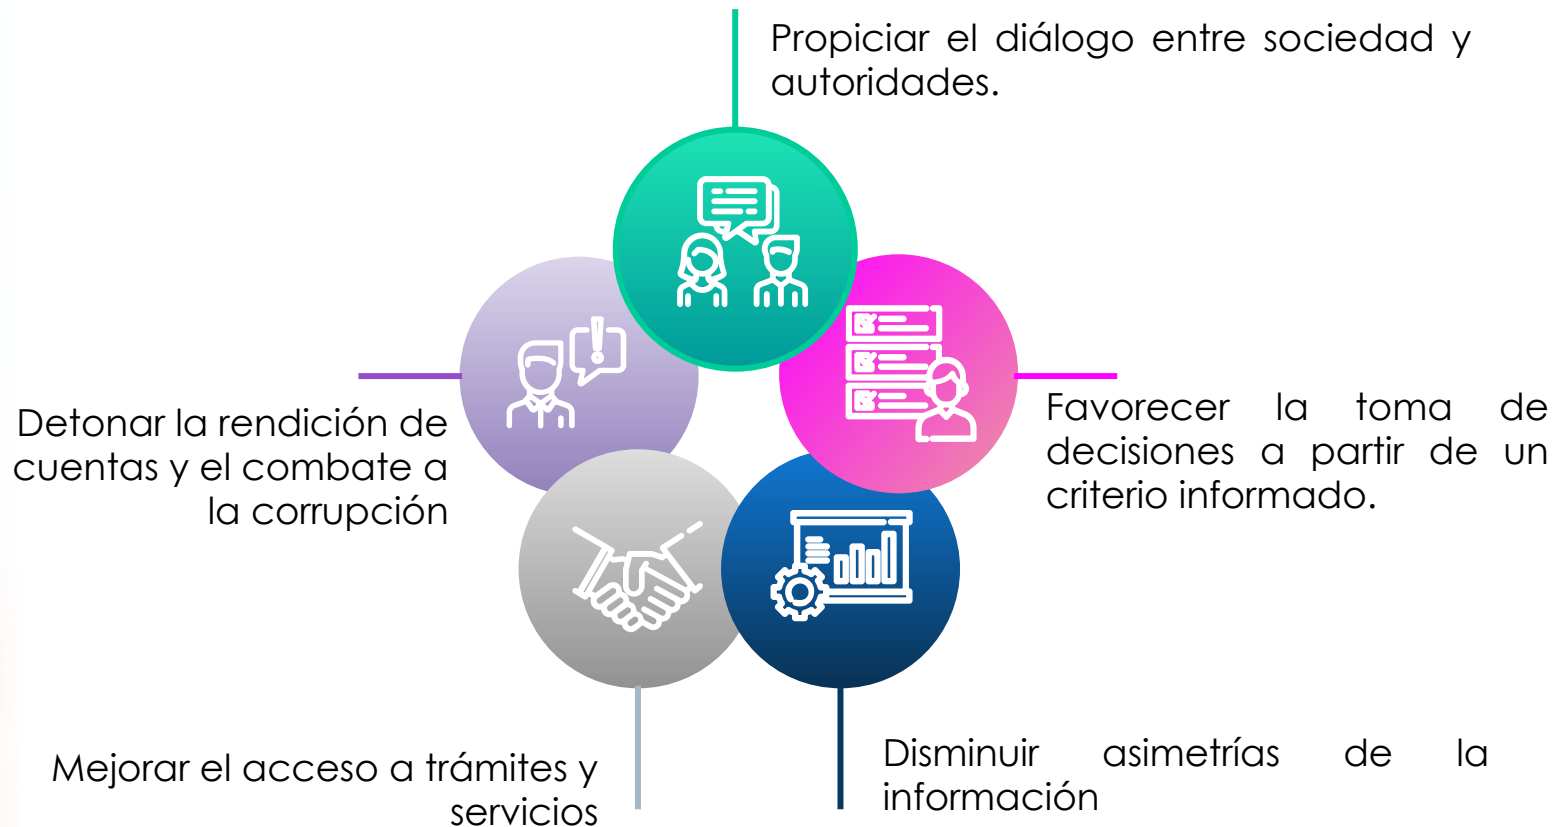 Propiciar el diálogo entre sociedad y
autoridades.
Favorecer la toma de
decisiones a partir de un
criterio informado.
Detonar la rendición de
cuentas y el combate a
la corrupción
Mejorar el acceso a trámites y
servicios
Disminuir asimetrías de la
información